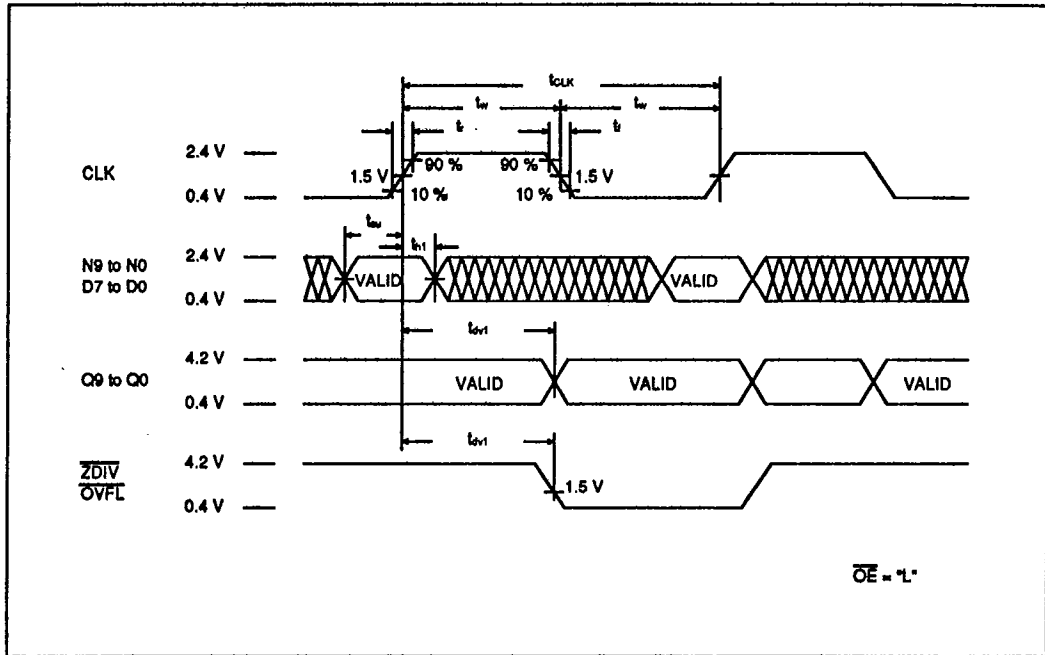 tCLK
tw
tw
tr
tf
CLK
2.4 V
0.4 V
1.5 V
90 %
10 %
90 %
10 %
1.5 V
tsu
th1
N9 to N0
D7 to D0
2.4 V
0.4 V
VALID
VALID
tdv1
Q9 to Q0
4.2 V
0.4 V
VALID
VALID
VALID
tdv1
ZDIV
OVFL
4.2 V
0.4 V
1.5 V
OE = "L"